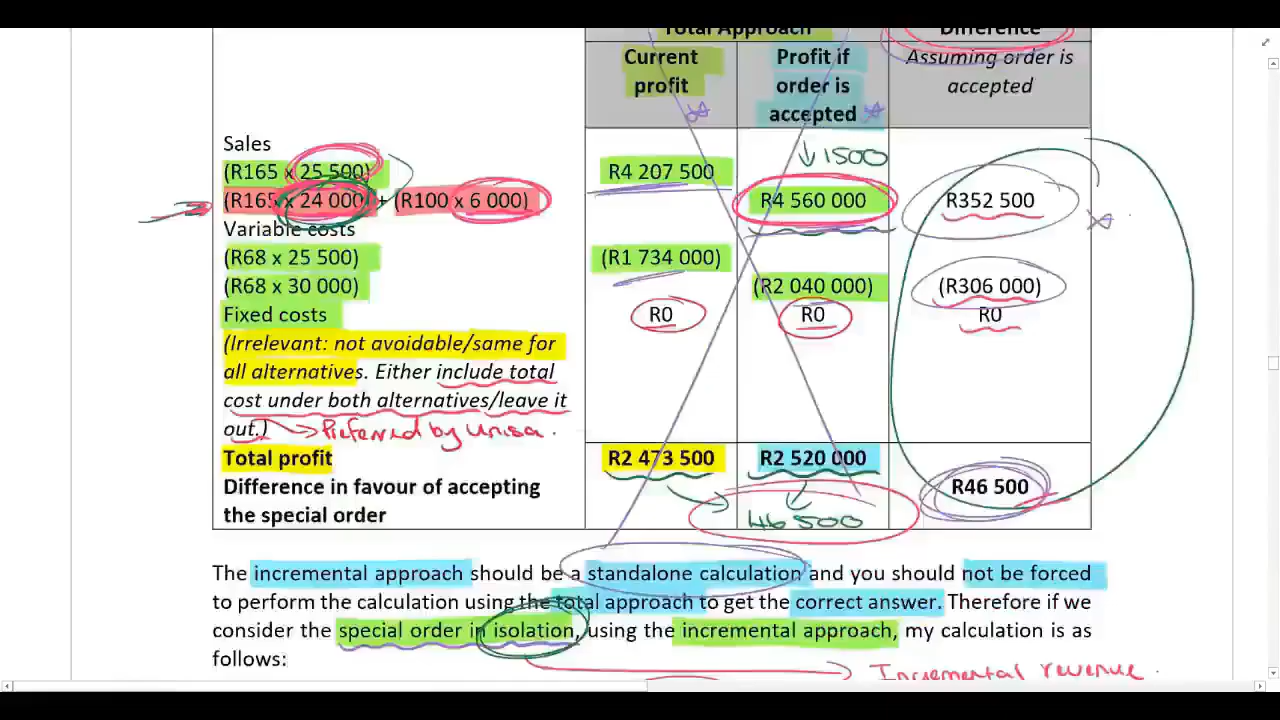 Total Approach Difference
Current profit
Profit if order is accepted
Assuming order is accepted
Sales
↓1500
(R165 x 25 500) R4 207 500
(R165 x 24 000) + (R100 x 6 000) R4 560 000 R352 500
Variable costs
(R68 x 25 500) (R1 734 000)
(R68 x 30 000) (R2 040 000) (R306 000)
Fixed costs R0 R0 R0
(Irrelevant: not avoidable/same for
all alternatives. Either include total
cost under both alternatives/leave it
out.) → Preferred by unisa.
Total profit R2 473 500 R2 520 000
Difference in favour of accepting R46 500
the special order 46 500
The incremental approach should be a standalone calculation and you should not be forced
to perform the calculation using the total approach to get the correct answer. Therefore if we
consider the special order in isolation, using the incremental approach, my calculation is as
follows:
Incremental revenue.